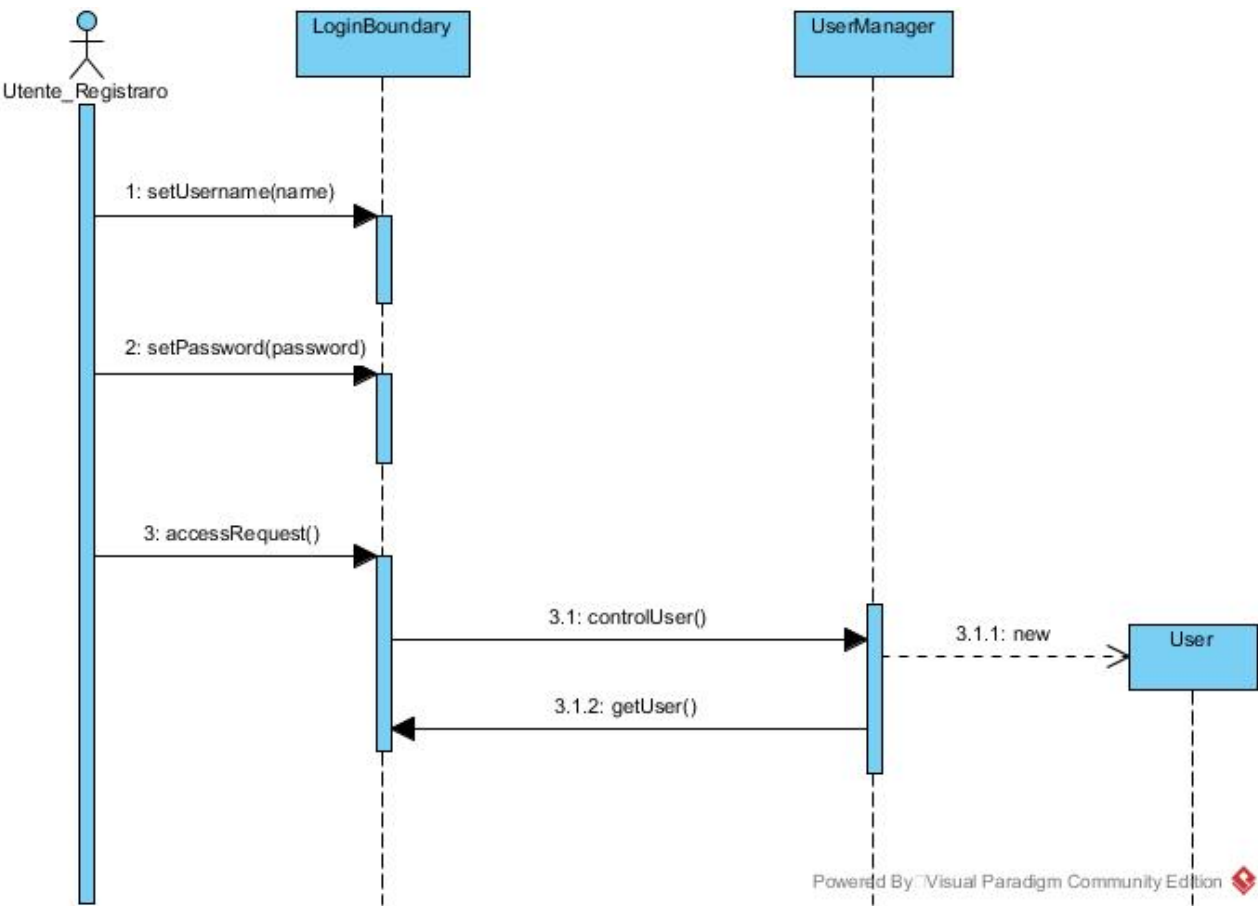 LoginBoundary
UserManager
Utente_Registraro
1: setUsername(name)
2: setPassword(password)
3: accessRequest()
3.1: controlUser()
3.1.1: new
User
3.1.2: getUser()
Powered By Visual Paradigm Community Edition